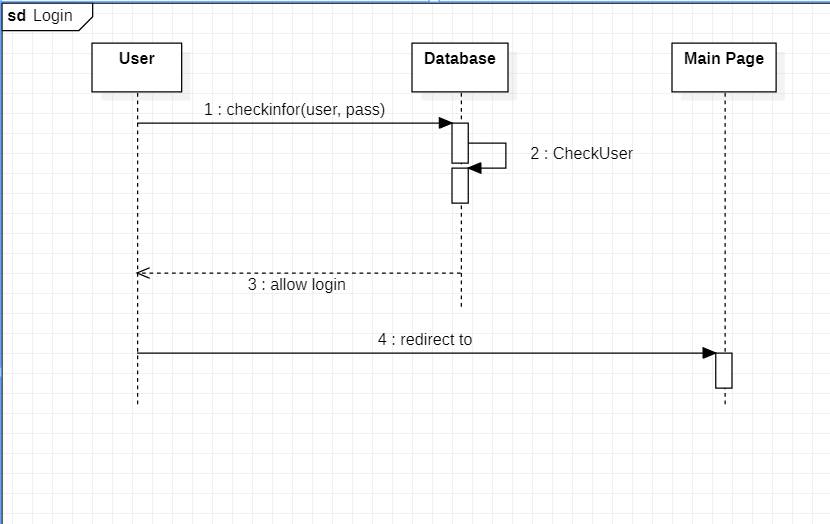 sd Login
User
Database
Main Page
1 : checkinfor(user, pass)
2 : CheckUser
3 : allow login
4 : redirect to